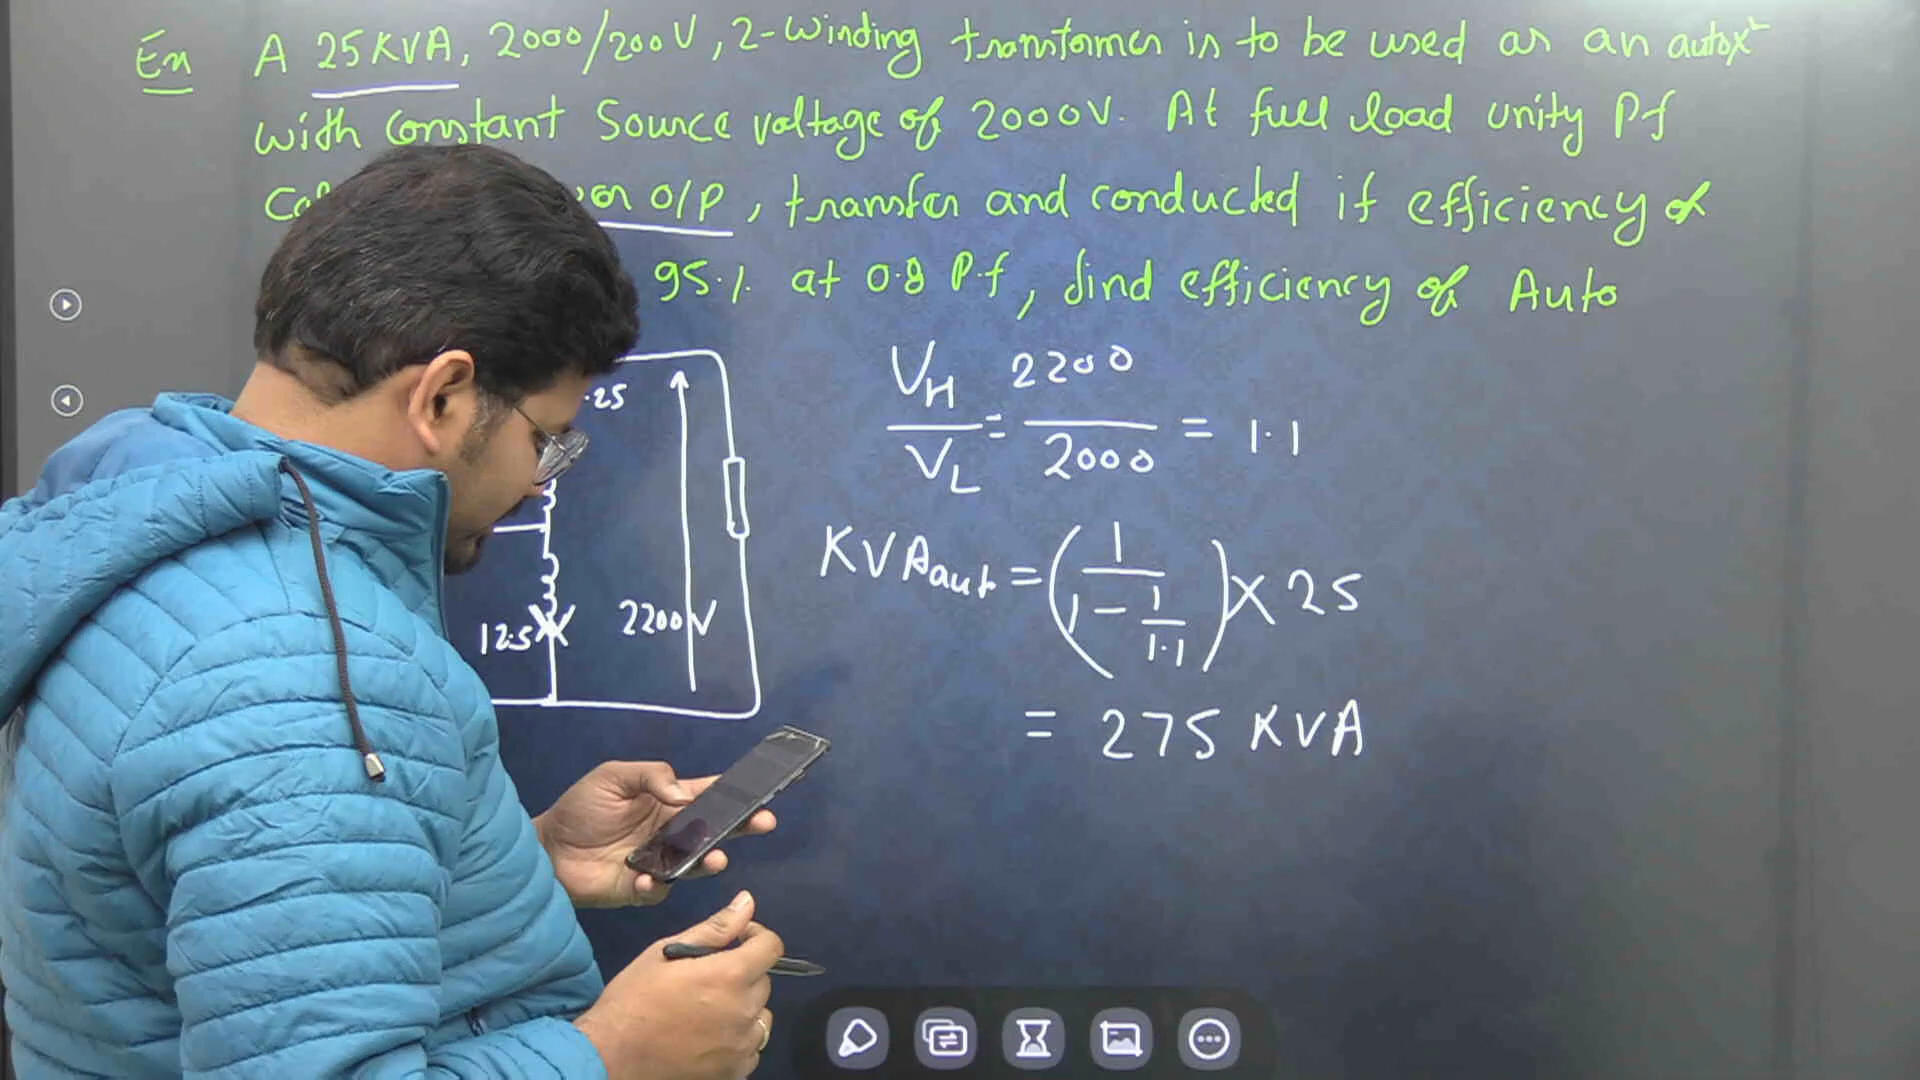 Ex A 25KVA, 2000/200V, 2-Winding transformer is to be used as an autoxr
with Constant Source voltage of 2000V. At full load unity Pf
O/P, transfer and conducted if efficiency of
95.1. at 0.8 P.f, find efficiency of Auto
.25
VH/VL = 2200/2000 = 1.1
KVAaut = (1/(1 - 1/1.1)) X 25
12.5 2200V
= 275 KVA